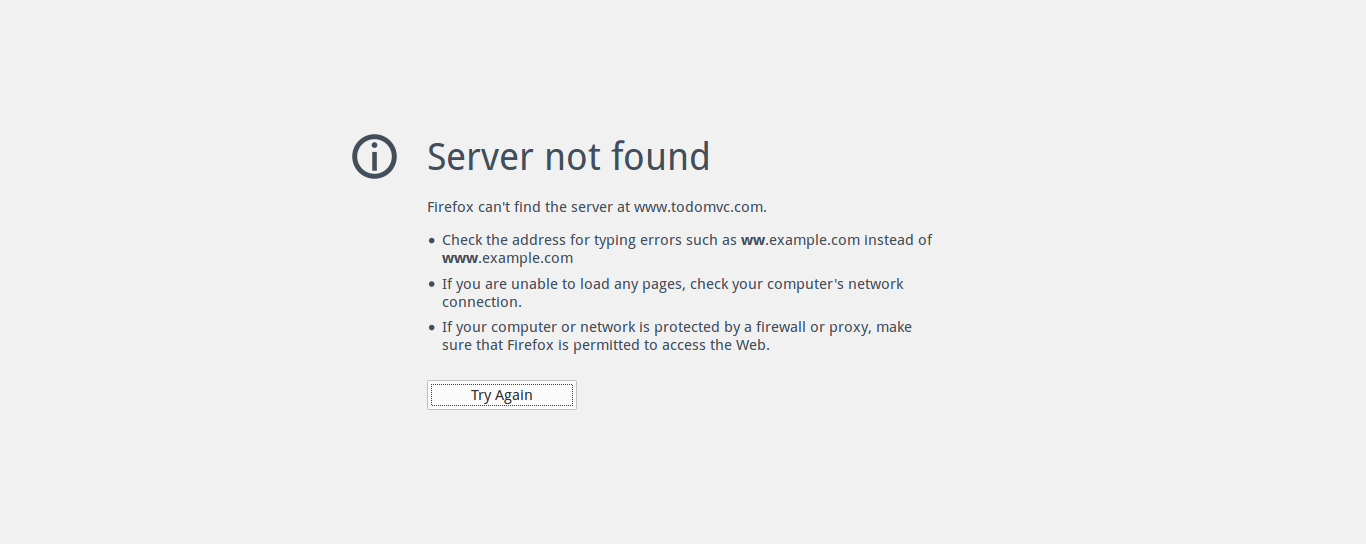 Server not found
Firefox can't find the server at www.todomvc.com.
• Check the address for typing errors such as ww.example.com instead of
www.example.com
• If you are unable to load any pages, check your computer's network
connection.
• If your computer or network is protected by a firewall or proxy, make
sure that Firefox is permitted to access the Web.
Try Again